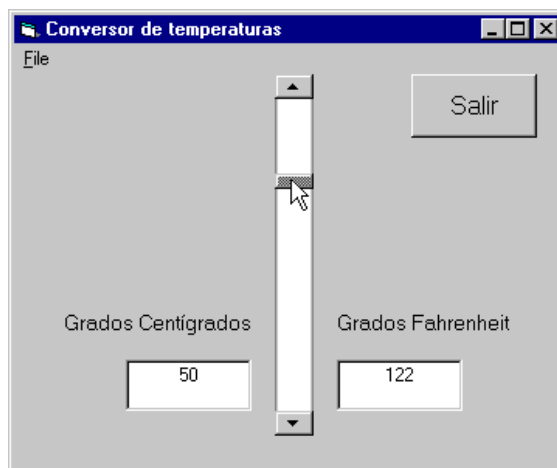 Conversor de temperaturas
File
Salir
Grados Centígrados
Grados Fahrenheit
50
122